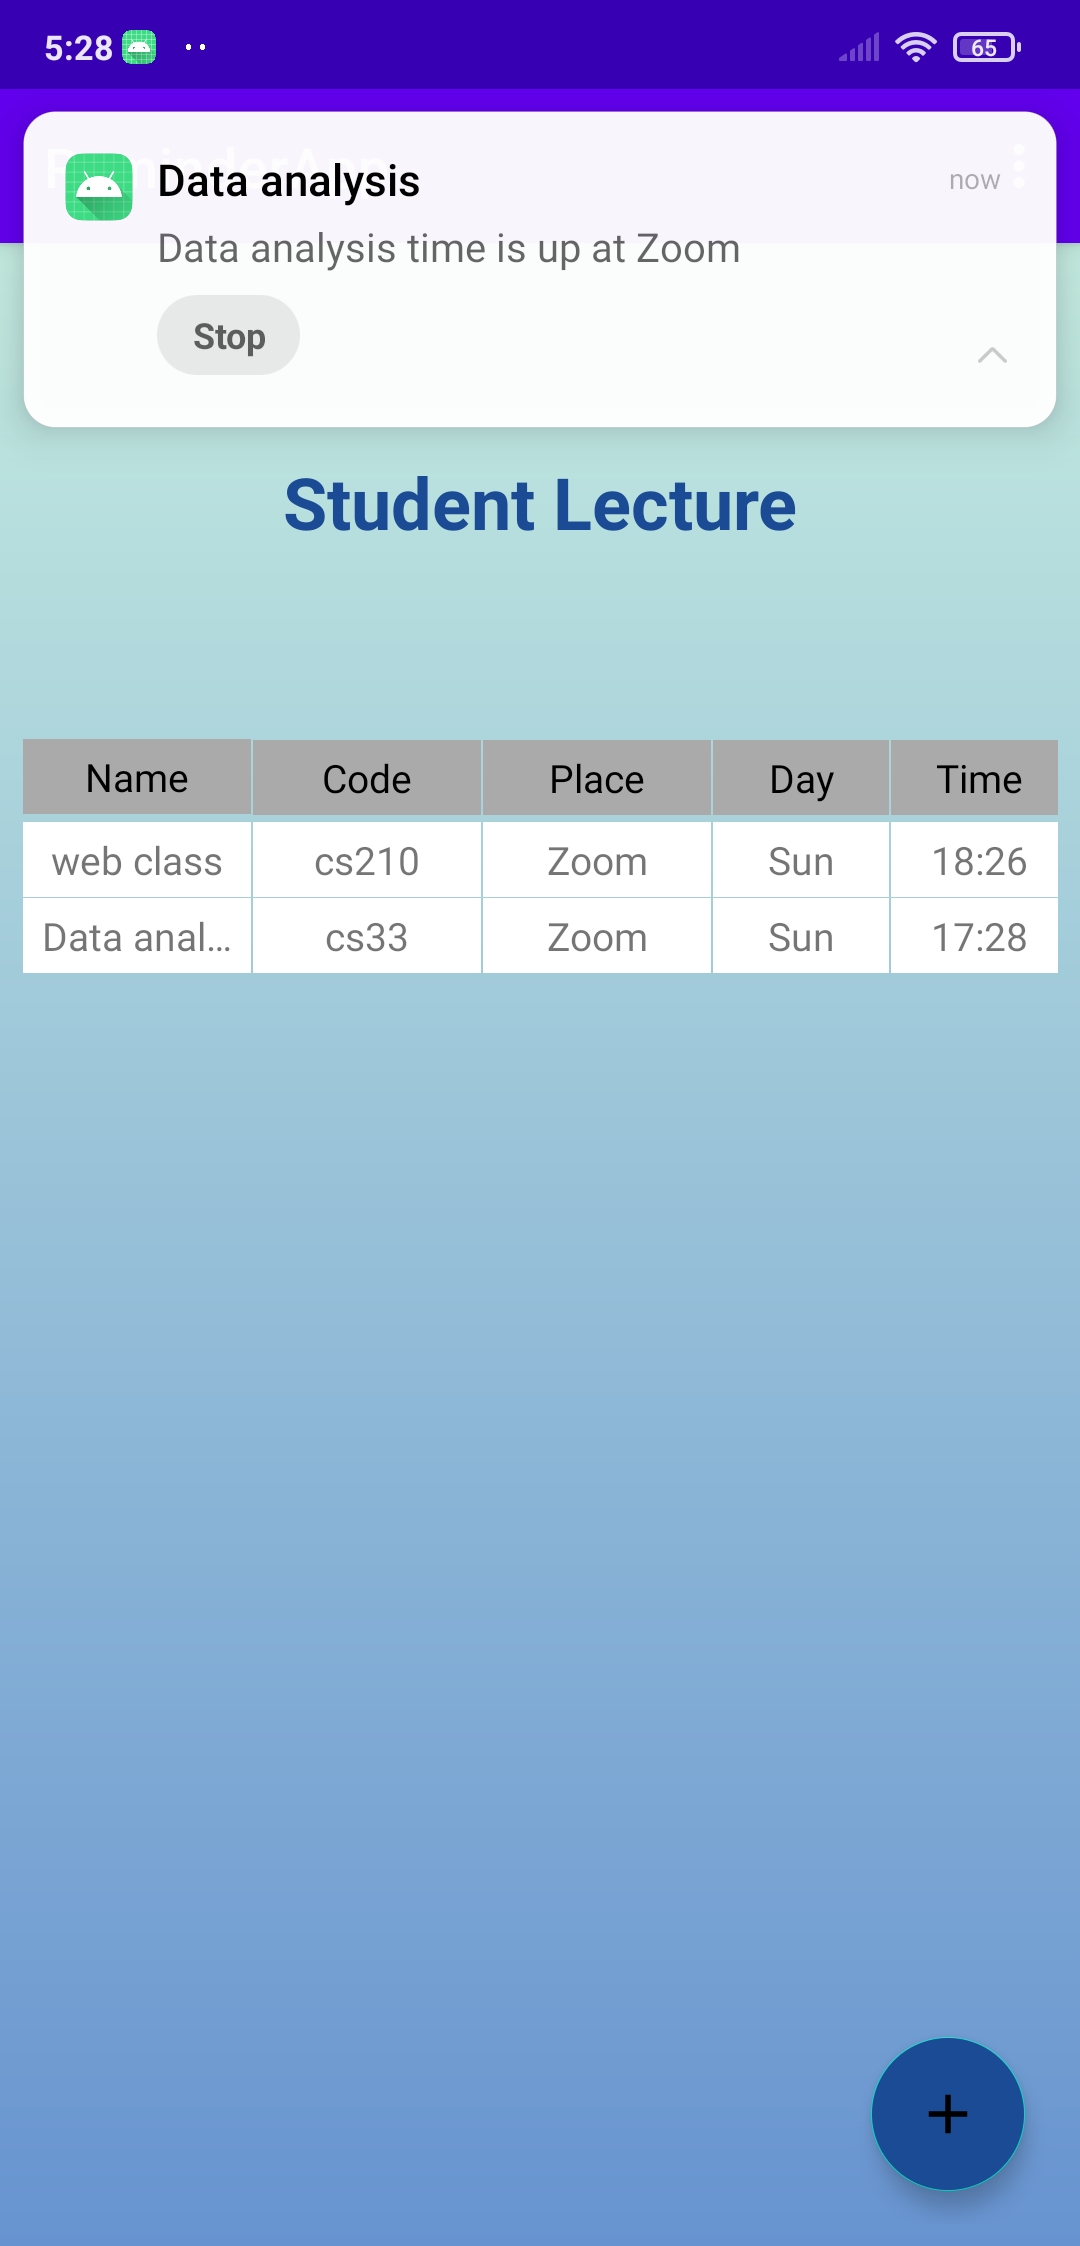 5:28
65
ReminderApp
Data analysis
now
Data analysis time is up at Zoom
Stop
Student Lecture
Name Code Place Day Time
web class cs210 Zoom Sun 18:26
Data anal... cs33 Zoom Sun 17:28